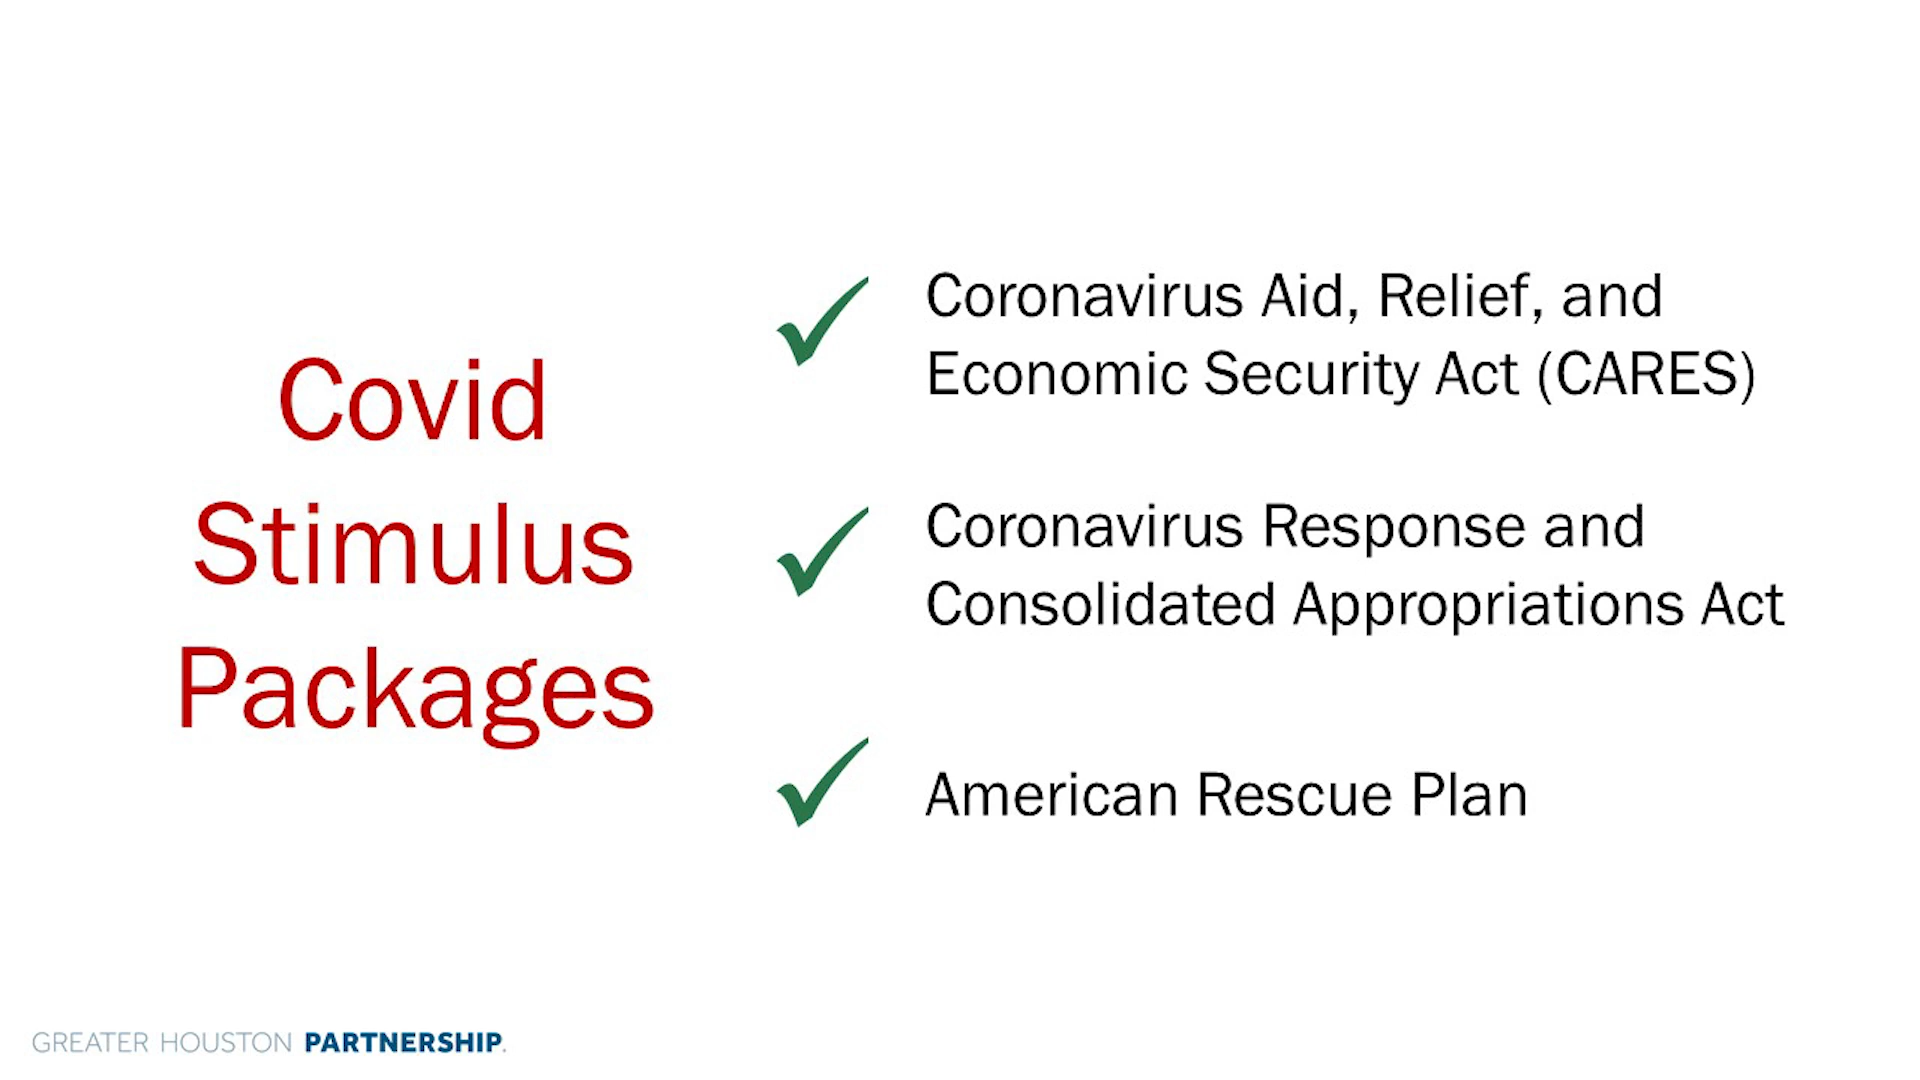 Covid
Stimulus
Packages
Coronavirus Aid, Relief, and
Economic Security Act (CARES)
Coronavirus Response and
Consolidated Appropriations Act
American Rescue Plan
GREATER HOUSTON PARTNERSHIP.